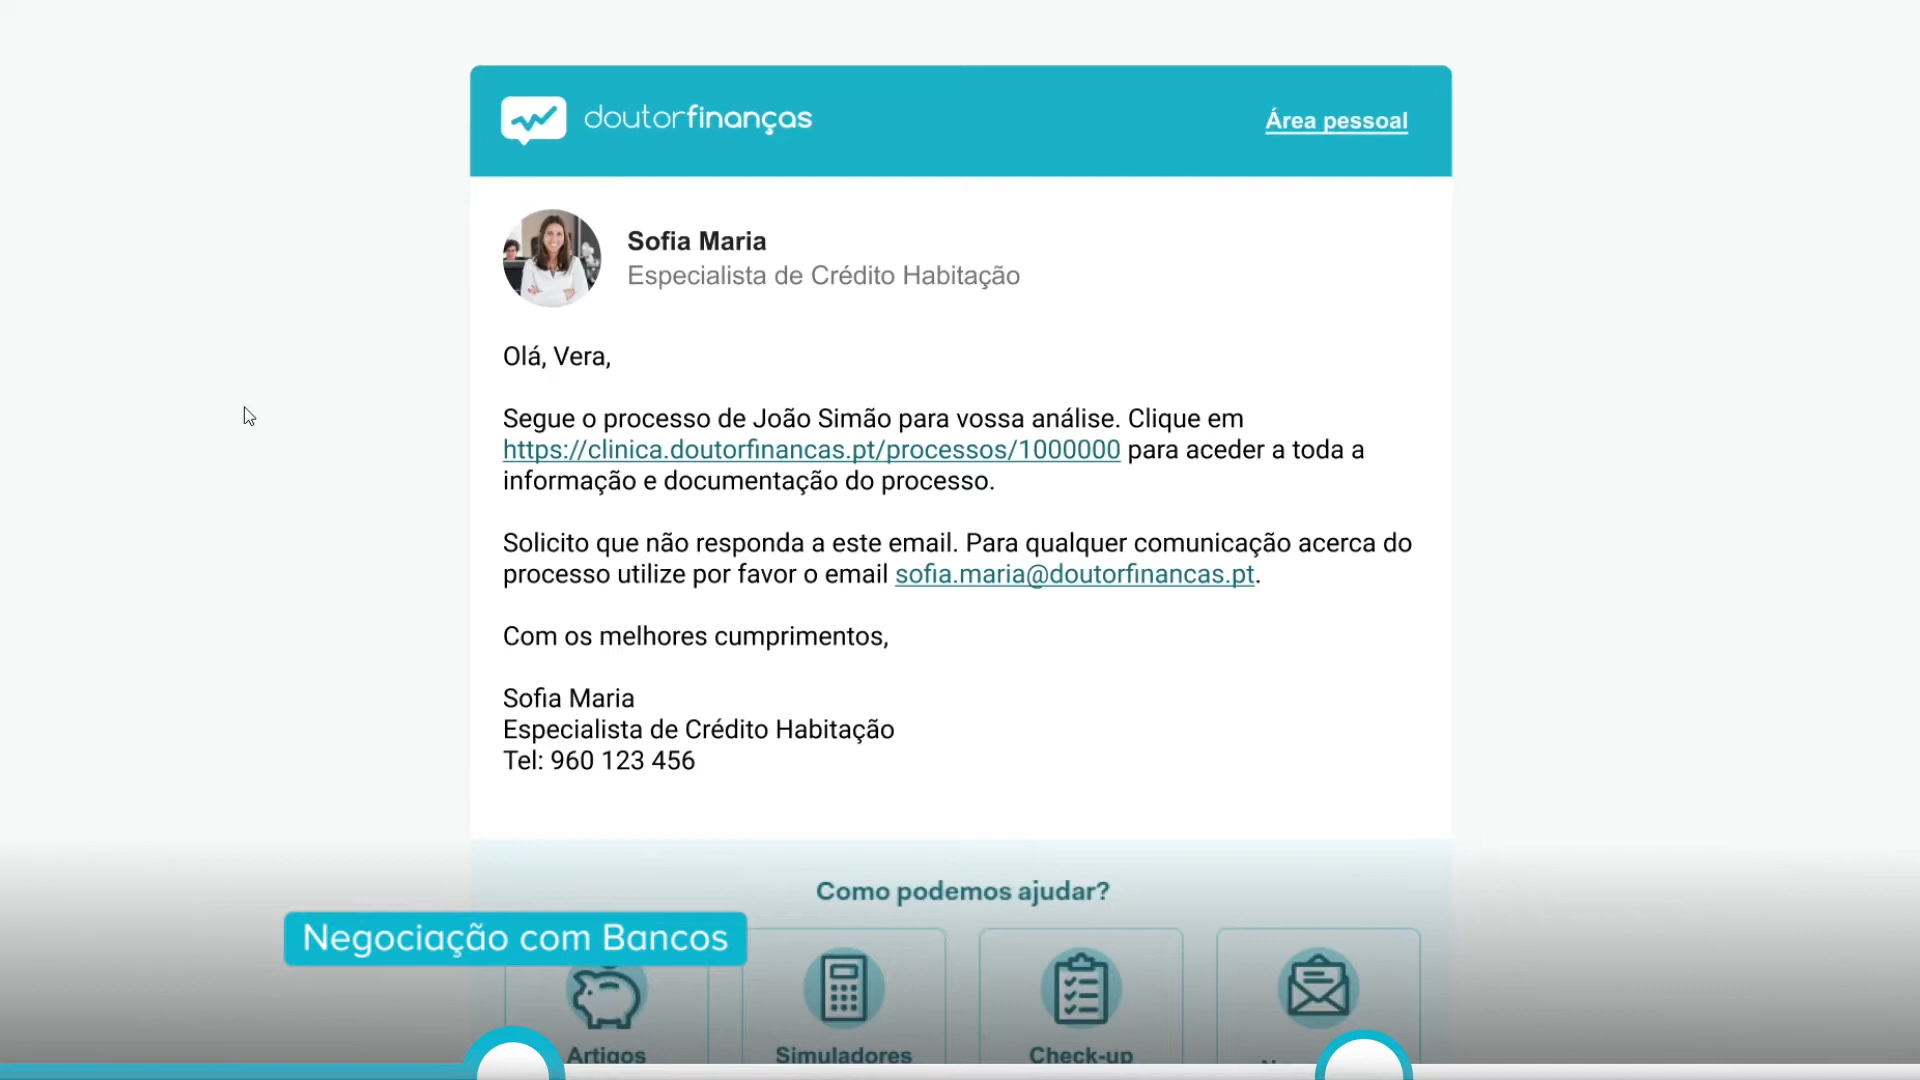 doutorfinanças
Área pessoal
Sofia Maria
Especialista de Crédito Habitação
Olá, Vera,
Segue o processo de João Simão para vossa análise. Clique em
https://clinica.doutorfinancas.pt/processos/1000000 para aceder a toda a
informação e documentação do processo.
Solicito que não responda a este email. Para qualquer comunicação acerca do
processo utilize por favor o email sofia.maria@doutorfinancas.pt.
Com os melhores cumprimentos,
Sofia Maria
Especialista de Crédito Habitação
Tel: 960 123 456
Como podemos ajudar?
Negociação com Bancos
Artigos
Simuladores
Check-up